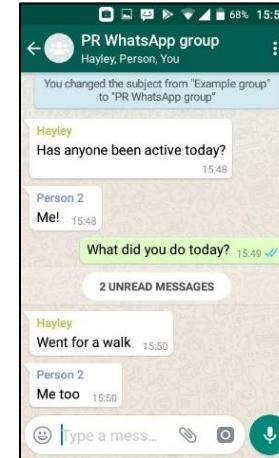 68% 15:5
PR WhatsApp group
Hayley, Person, You
You changed the subject from "Example group"
to "PR WhatsApp group"
Hayley
Has anyone been active today?
15:48
Person 2
Me! 15:48
What did you do today? 15:49
2 UNREAD MESSAGES
Hayley
Went for a walk 15:50
Person 2
Me too 15:50
Type a mess...